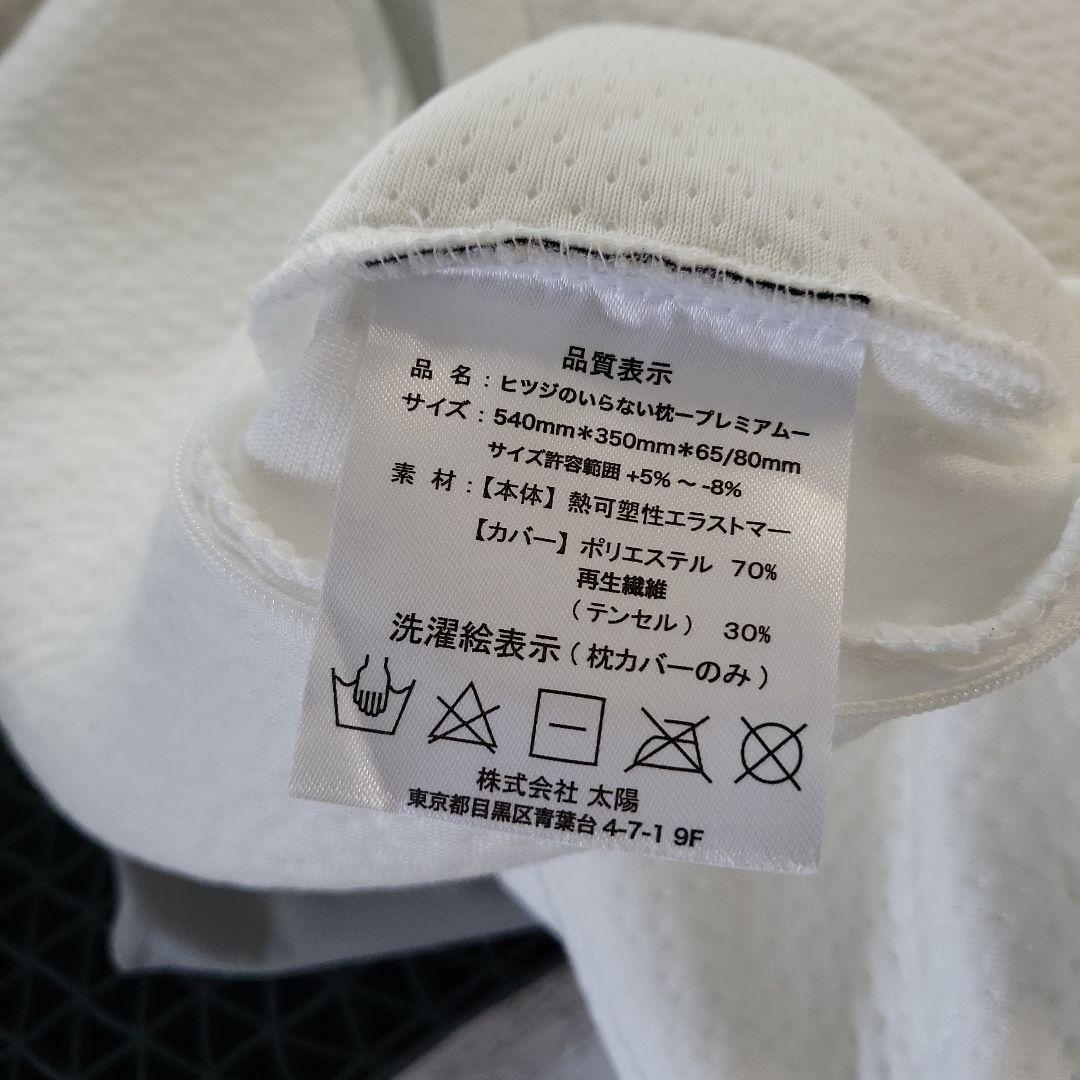 品質表示
品 名 : ヒツジのいらない枕ープレミアムー
サイズ : 540mm*350mm*65/80mm
サイズ許容範囲 +5% ~ -8%
素 材 : 【本体】 熱可塑性エラストマー
【カバー】 ポリエステル 70%
再生繊維
(テンセル) 30%
洗濯絵表示 (枕カバーのみ)
株式会社 太陽
東京都目黒区青葉台 4-7-1 9F